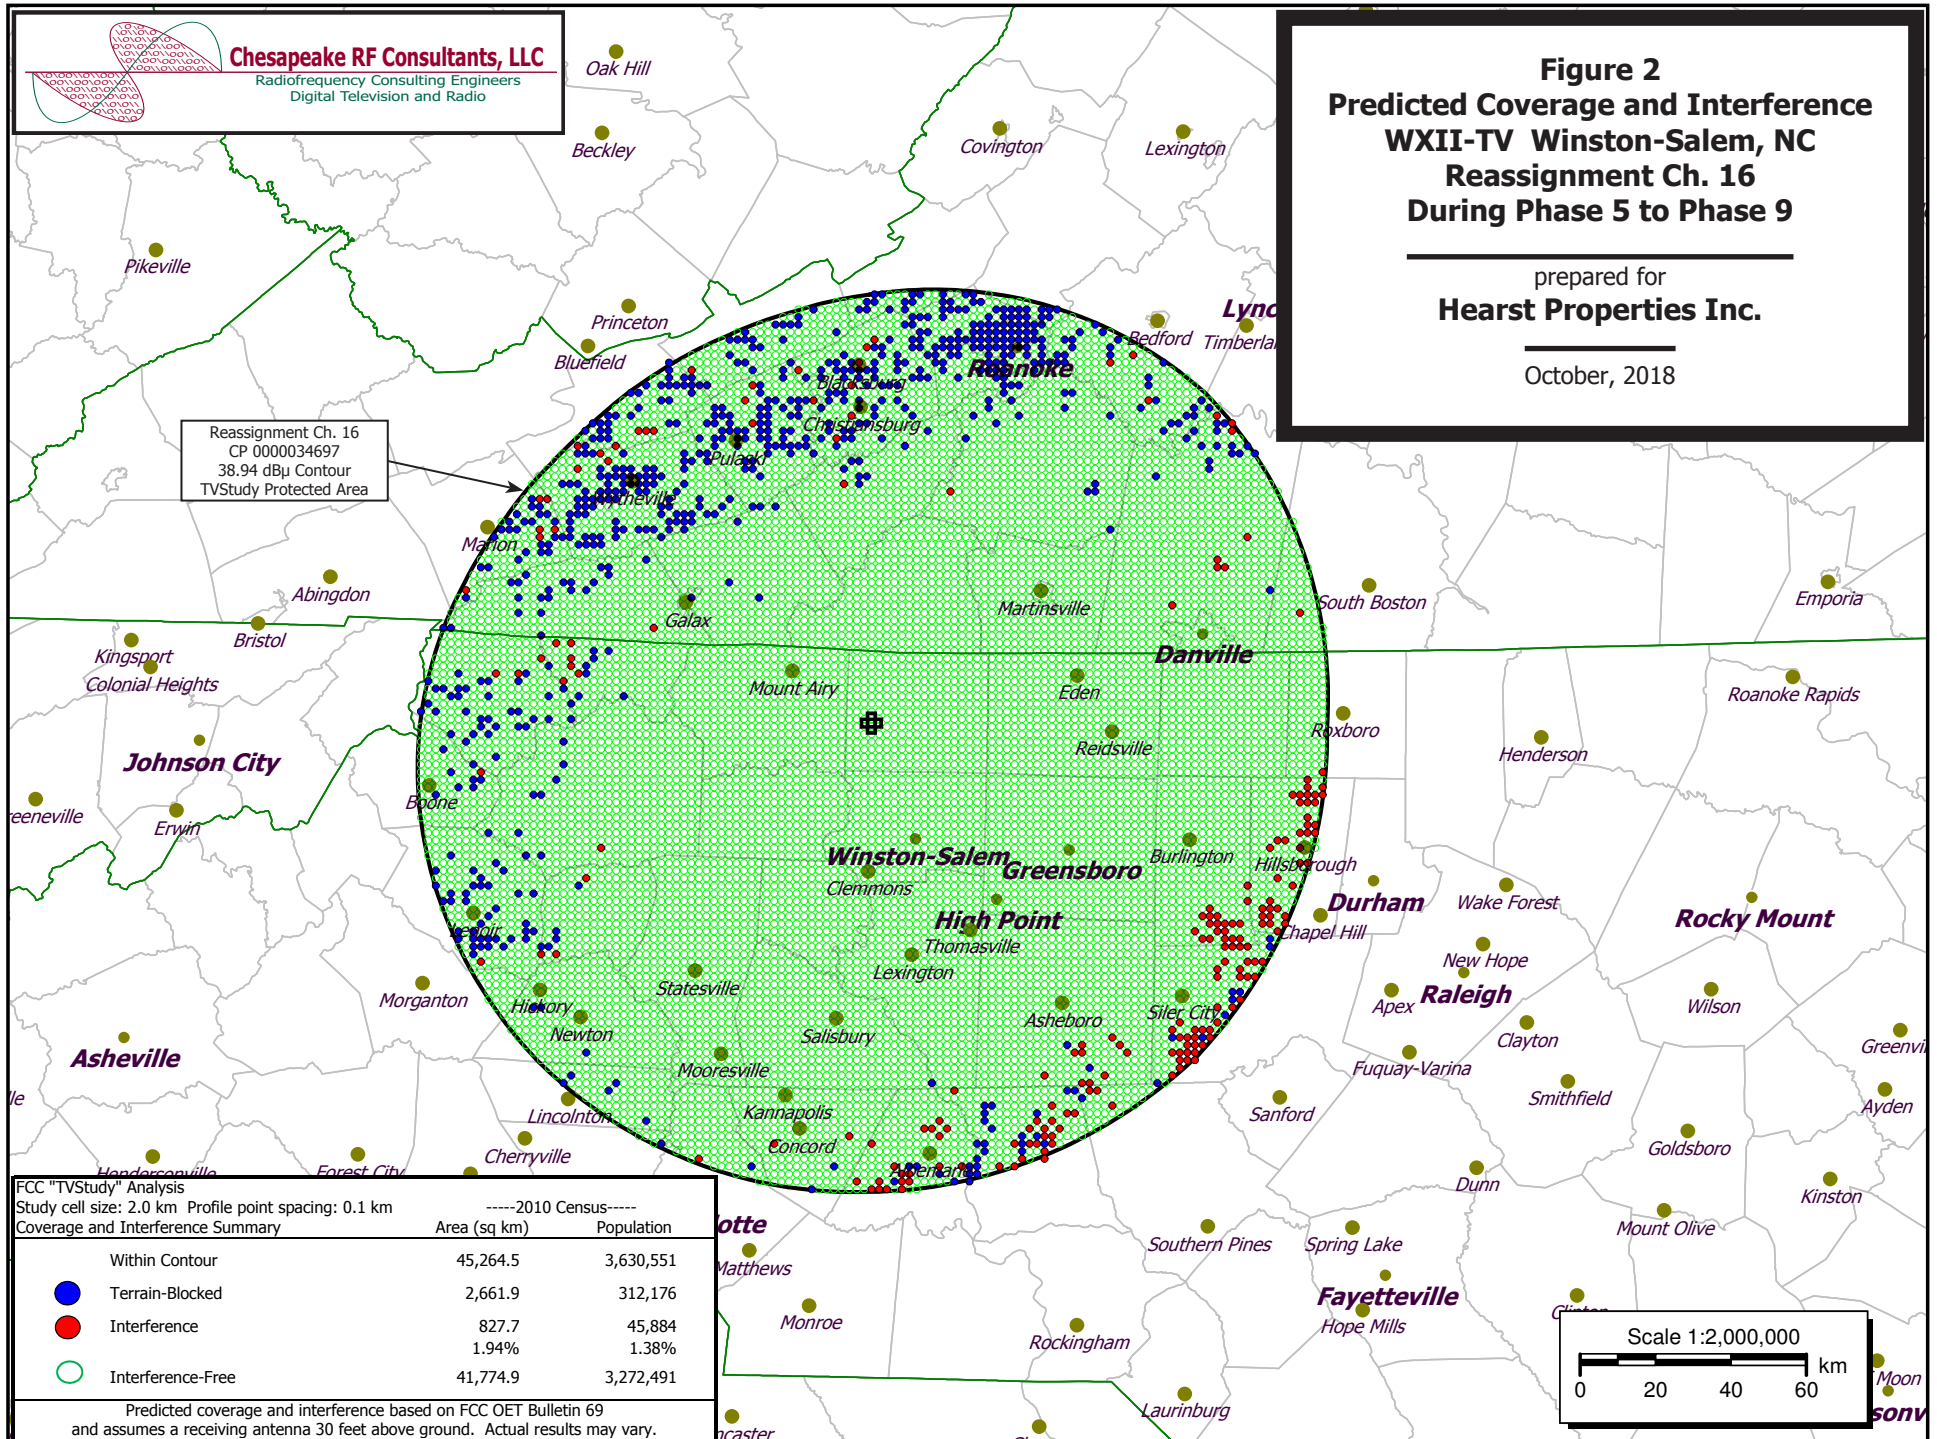 Chesapeake RF Consultants, LLC
Radiofrequency Consulting Engineers
Digital Television and Radio
Figure 2
Predicted Coverage and Interference
WXII-TV  Winston-Salem, NC
Reassignment Ch. 16
During Phase 5 to Phase 9
prepared for
Hearst Properties Inc.
October, 2018
Oak Hill
Beckley
Covington
Lexington
Pikeville
Princeton
Bluefield
Lync
Bedford
Timberla
Roanoke
Blacksburg
Christiansburg
Pulaski
Reassignment Ch. 16
CP 0000034697
38.94 dBµ Contour
TVStudy Protected Area
Wytheville
Marion
Abingdon
Bristol
Kingsport
Colonial Heights
Galax
Martinsville
South Boston
Emporia
Danville
Mount Airy
Eden
Roanoke Rapids
Reidsville
Roxboro
Henderson
Johnson City
Boone
reeneville
Erwin
Winston-Salem
Greensboro
Burlington
Hillsborough
Clemmons
Durham
Wake Forest
Rocky Mount
High Point
Chapel Hill
Lenoir
Thomasville
Lexington
New Hope
Statesville
Morganton
Hickory
Newton
Salisbury
Asheboro
Siler City
Apex
Raleigh
Wilson
Clayton
Greenvi
Asheville
Mooresville
Fuquay-Varina
Smithfield
Ayden
lle
Kannapolis
Lincolnton
Concord
Sanford
Goldsboro
Cherryville
Albemarle
Hendersonville
Forest City
Dunn
Kinston
Mount Olive
lotte
Matthews
Southern Pines
Spring Lake
Fayetteville
Hope Mills
Clinton
Monroe
Rockingham
Laurinburg
ncaster
Moon
sonv
FCC "TVStudy" Analysis
Study cell size: 2.0 km  Profile point spacing: 0.1 km
-----2010 Census-----
Coverage and Interference Summary Area (sq km) Population
Within Contour 45,264.5 3,630,551
Terrain-Blocked 2,661.9 312,176
Interference 827.7 45,884
1.94% 1.38%
Interference-Free 41,774.9 3,272,491
Predicted coverage and interference based on FCC OET Bulletin 69
and assumes a receiving antenna 30 feet above ground.  Actual results may vary.
Scale 1:2,000,000
km
0 20 40 60